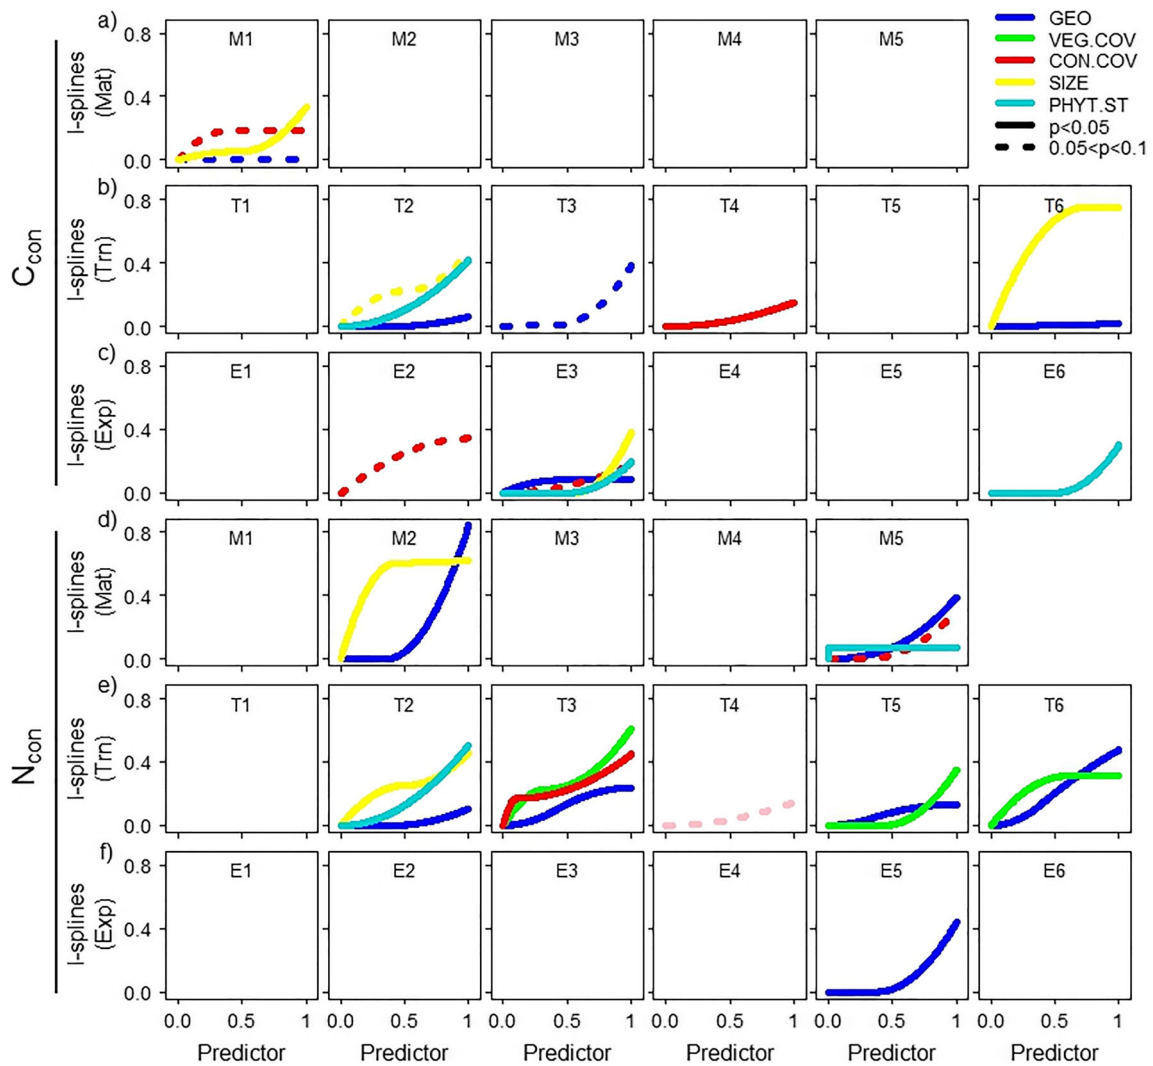 a)
0.8 M1 M2 M3 M4 M5
0.4
0.0
I-splines
(Mat)
GEO
VEG.COV
CON.COV
SIZE
PHYT.ST
p<0.05
0.05<p<0.1
b)
0.8 T1 T2 T3 T4 T5 T6
0.4
0.0
I-splines
(Trn)
Ccon
c)
0.8 E1 E2 E3 E4 E5 E6
0.4
0.0
I-splines
(Exp)
d)
0.8 M1 M2 M3 M4 M5
0.4
0.0
I-splines
(Mat)
e)
0.8 T1 T2 T3 T4 T5 T6
0.4
0.0
I-splines
(Trn)
Ncon
f)
0.8 E1 E2 E3 E4 E5 E6
0.4
0.0
I-splines
(Exp)
0.0 0.5 1 0.0 0.5 1 0.0 0.5 1 0.0 0.5 1 0.0 0.5 1 0.0 0.5 1
Predictor Predictor Predictor Predictor Predictor Predictor